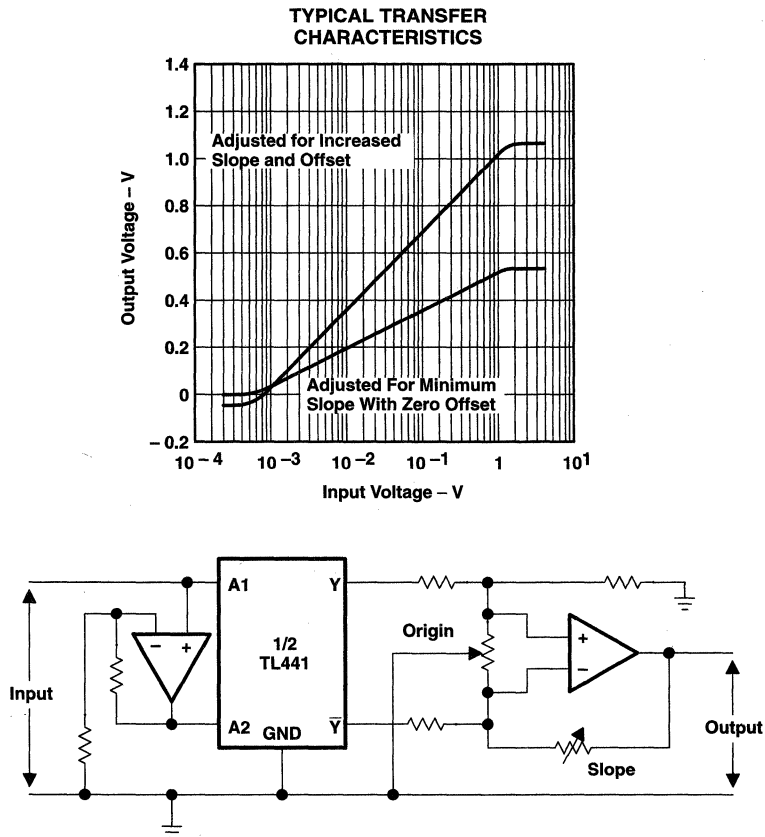 TYPICAL TRANSFER
CHARACTERISTICS
1.4
1.2
1.0
0.8
0.6
0.4
0.2
0
– 0.2
Output Voltage – V
Adjusted for Increased
Slope and Offset
Adjusted For Minimum
Slope With Zero Offset
10⁻⁴ 10⁻³ 10⁻² 10⁻¹ 1 10¹
Input Voltage – V
A1 Y
1/2
TL441
A2 GND Y̅
– +
Input
Origin
+
–
Slope
Output